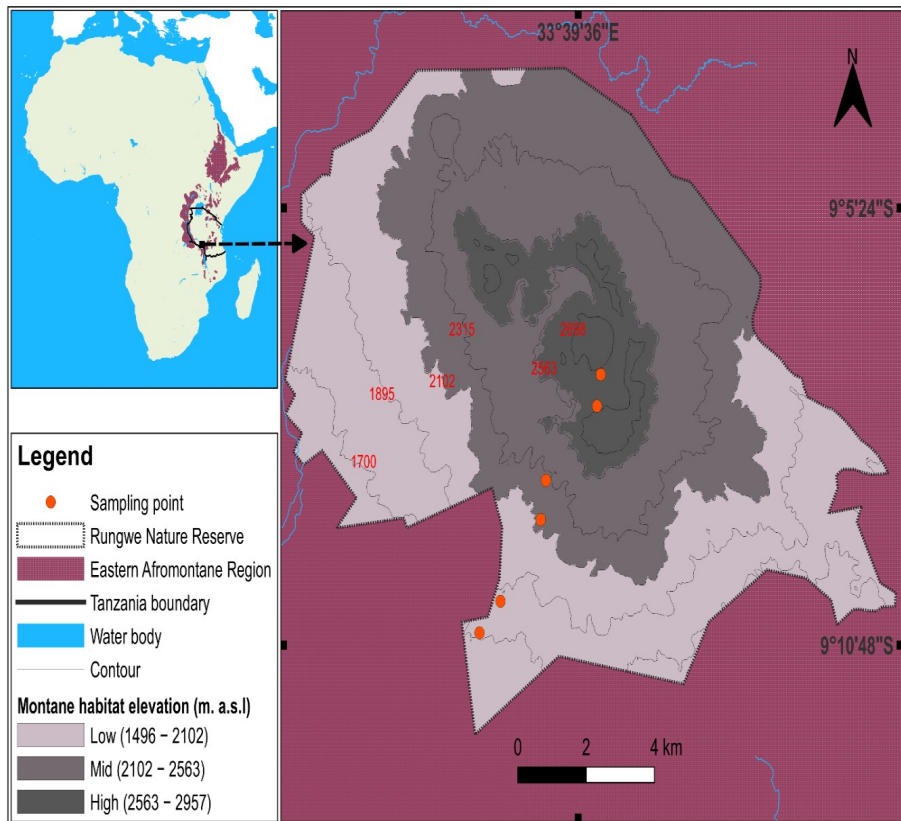 33°39'36"E
N
9°5'24"S
2315
2563
2102
1895
1700
9°10'48"S
0 2 4 km
Legend
Sampling point
Rungwe Nature Reserve
Eastern Afromontane Region
Tanzania boundary
Water body
Contour
Montane habitat elevation (m. a.s.l)
Low (1496 – 2102)
Mid (2102 – 2563)
High (2563 – 2957)